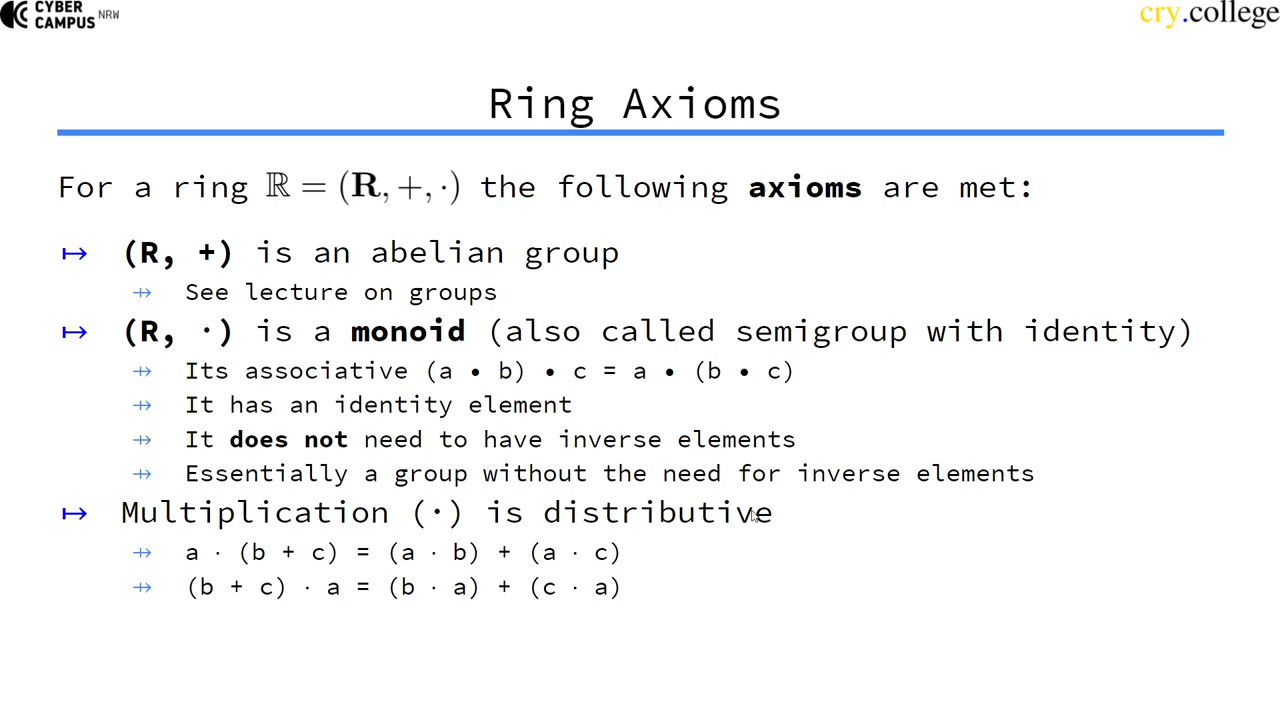 CYBER
CAMPUS NRW
cry.college
Ring Axioms
For a ring ℝ = (𝐑, +, ·) the following axioms are met:
↦ (R, +) is an abelian group
⇸ See lecture on groups
↦ (R, ·) is a monoid (also called semigroup with identity)
⇸ Its associative (a • b) • c = a • (b • c)
⇸ It has an identity element
⇸ It does not need to have inverse elements
⇸ Essentially a group without the need for inverse elements
↦ Multiplication (·) is distributive
⇸ a · (b + c) = (a · b) + (a · c)
⇸ (b + c) · a = (b · a) + (c · a)